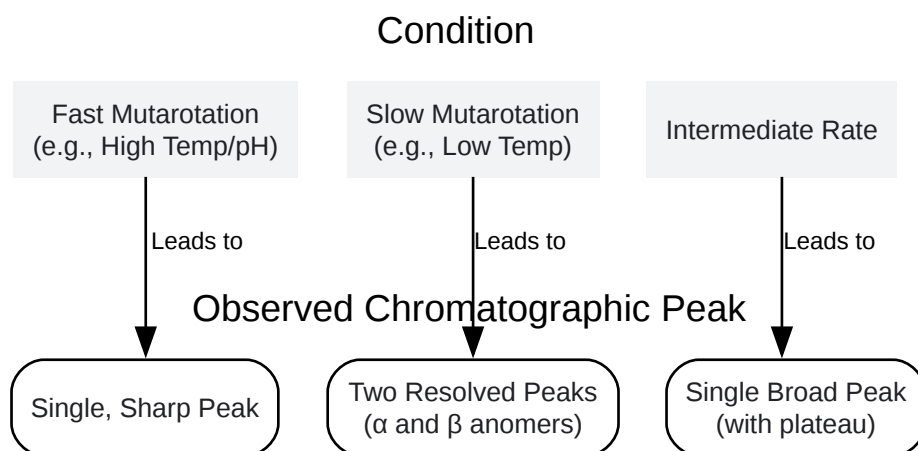 Condition
Fast Mutarotation
(e.g., High Temp/pH)
Slow Mutarotation
(e.g., Low Temp)
Intermediate Rate
Leads to
Leads to
Leads to
Observed Chromatographic Peak
Single, Sharp Peak
Two Resolved Peaks
(α and β anomers)
Single Broad Peak
(with plateau)